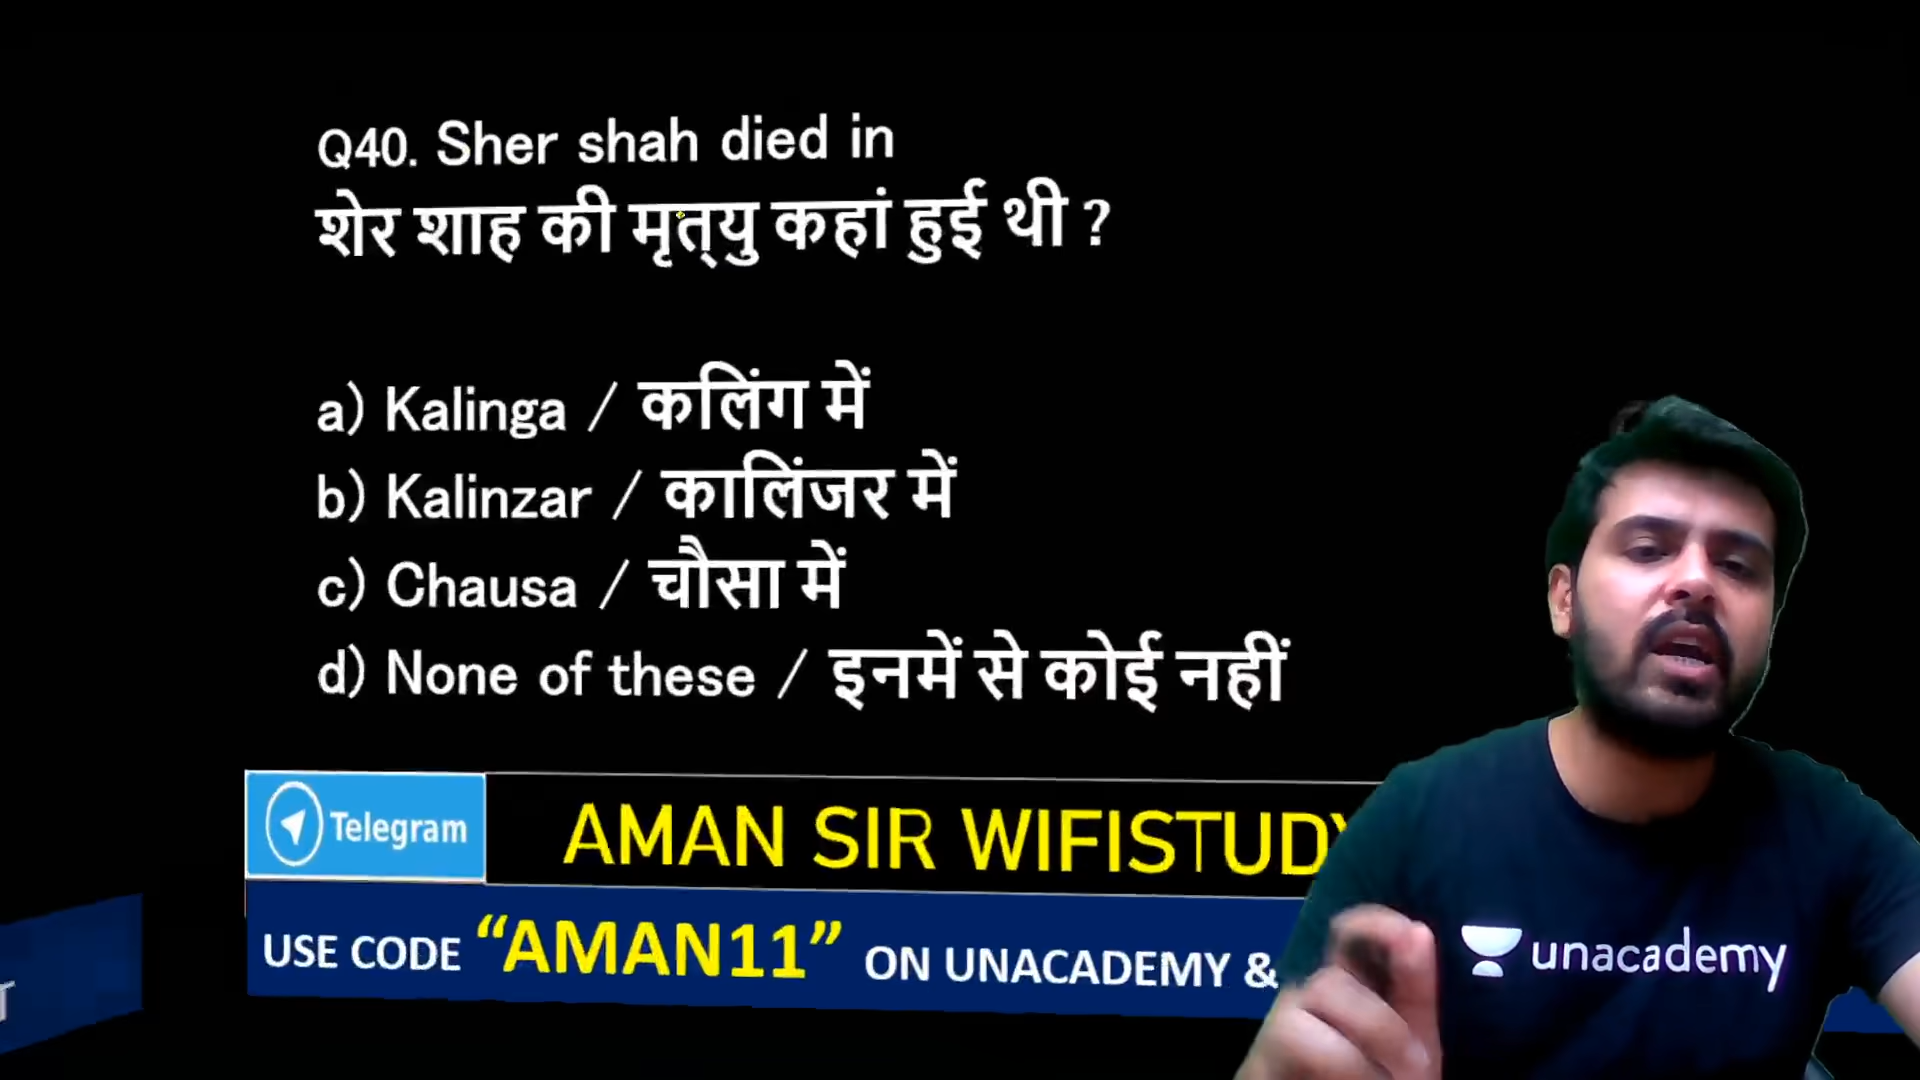 Q40. Sher shah died in
शेर शाह की मृत्यु कहां हुई थी ?
a) Kalinga / कलिंग में
b) Kalinzar / कालिंजर में
c) Chausa / चौसा में
d) None of these / इनमें से कोई नहीं
Telegram AMAN SIR WIFISTUDY
USE CODE “AMAN11” ON UNACADEMY &
unacademy